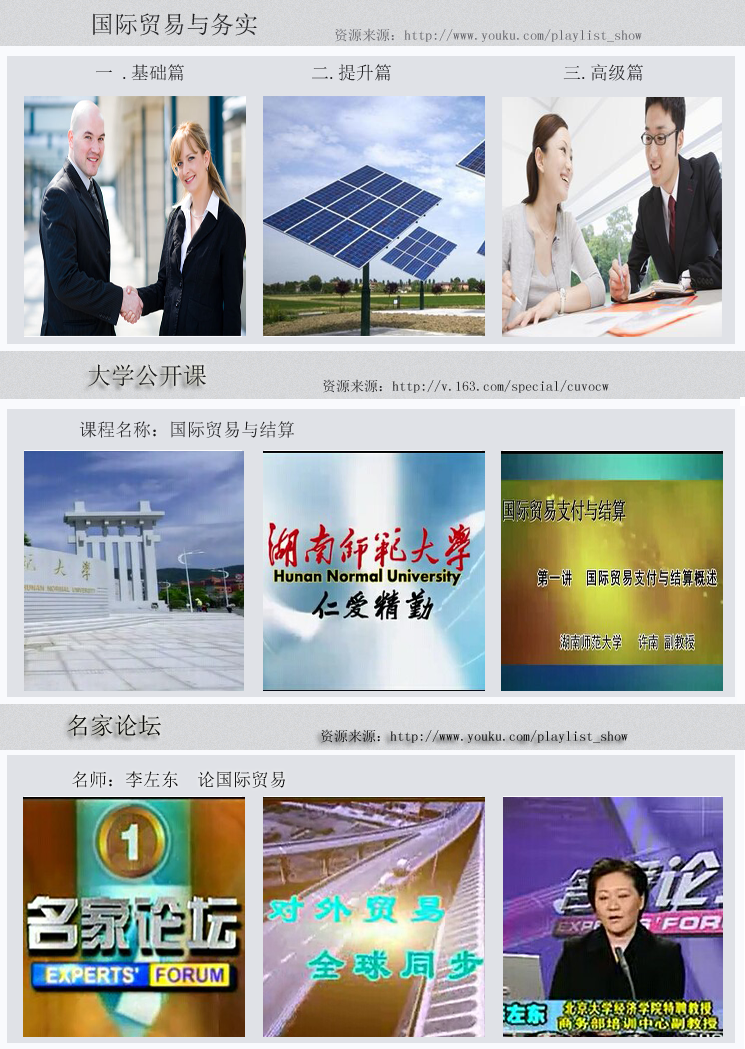 国际贸易与务实
资源来源：http://www.youku.com/playlist_show
一 .基础篇
二.提升篇
三.高级篇
大学公开课
资源来源：http://v.163.com/special/cuvocw
课程名称：国际贸易与结算
范 大 學
HUNAN NORMAL UNIVERSITY
湖南師範大學
Hunan Normal University
仁爱精勤
国际贸易支付与结算
第一讲 国际贸易支付与结算概述
湖南师范大学 许南 副教授
名家论坛
资源来源：http://www.youku.com/playlist_show
名师：李左东 论国际贸易
1
名家论坛
EXPERTS' FORUM
对外贸易
全球同步
名家论
EXPERTS'FOR
左东
北京大学经济学院特聘教授
商务部培训中心副教授